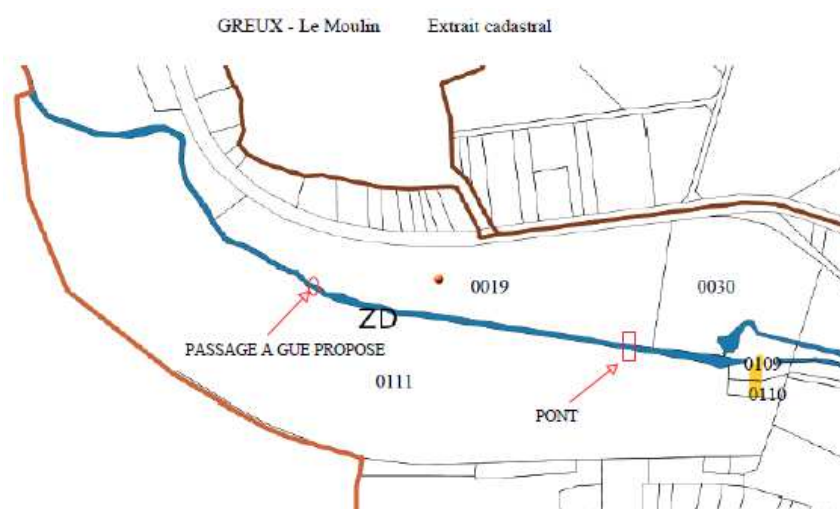 GREUX - Le Moulin Extrait cadastral
0019
0030
ZD
PASSAGE A GUE PROPOSE
0109
0111
0110
PONT